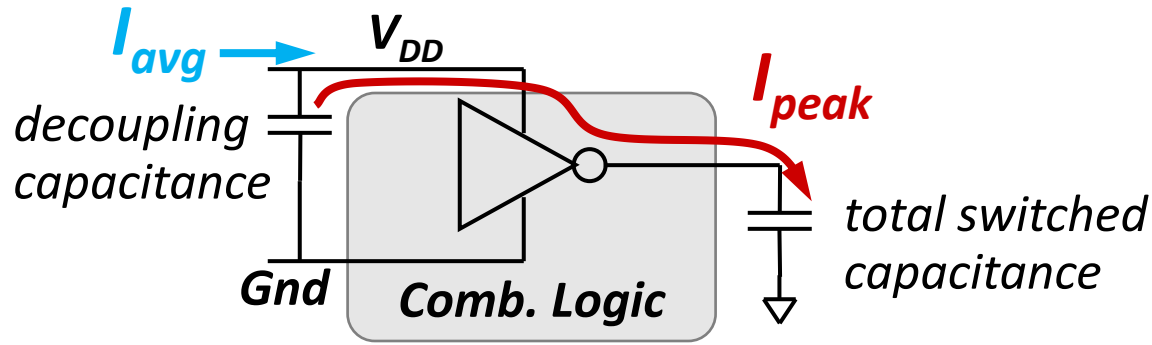 I_avg
V_DD
decoupling
capacitance
I_peak
total switched
capacitance
Gnd
Comb. Logic